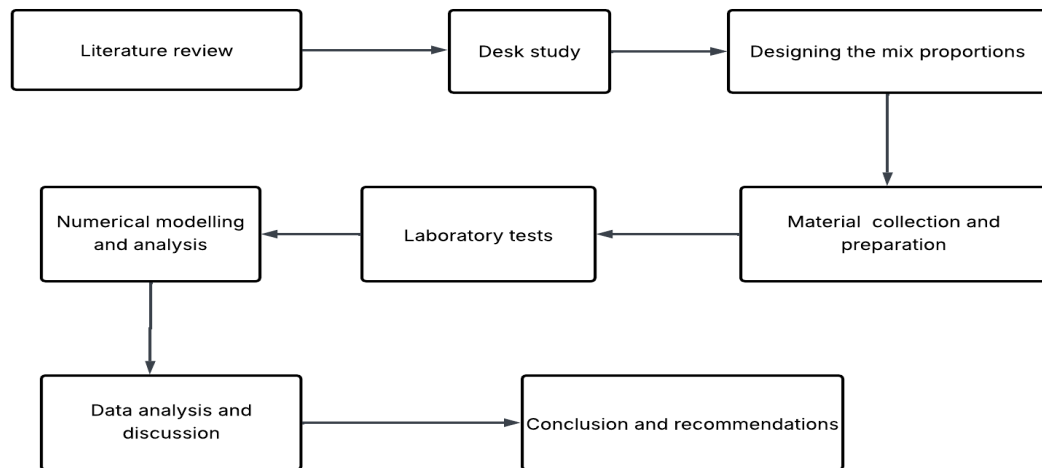 Literature review
Desk study
Designing the mix proportions
Material collection and
preparation
Laboratory tests
Numerical modelling
and analysis
Data analysis and
discussion
Conclusion and recommendations